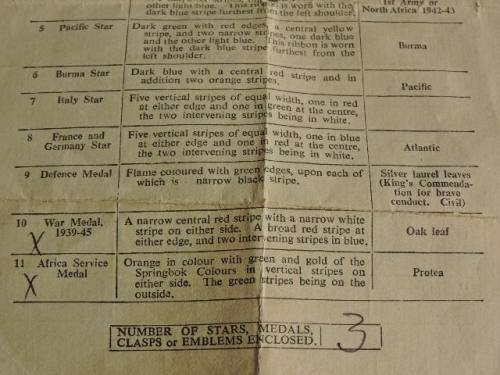 other light blue. This ribbon is worn with the
dark blue stripe furthest from the left shoulder.
1st Army or
North Africa 1942-43
5 Pacific Star
Dark green with red edges, a central yellow
stripe, and two narrow stripes, one dark blue
and the other light blue. This ribbon is worn
with the dark blue stripe furthest from the
left shoulder.
Burma
6 Burma Star
Dark blue with a central red stripe and in
addition two orange stripes.
Pacific
7 Italy Star
Five vertical stripes of equal width, one in red
at either edge and one in green at the centre,
the two intervening stripes being in white.
8 France and
Germany Star
Five vertical stripes of equal width, one in blue
at either edge and one in red at the centre,
the two intervening stripes being in white.
Atlantic
9 Defence Medal
Flame coloured with green edges, upon each of
which is narrow black stripe.
Silver laurel leaves
(King's Commenda-
tion for brave
conduct. Civil)
10 War Medal,
X 1939-45
A narrow central red stripe with a narrow white
stripe on either side. A broad red stripe at
either edge, and two intervening stripes in blue.
Oak leaf
11 Africa Service
X Medal
Orange in colour with green and gold of the
Springbok Colours in vertical stripes on
either side. The green stripes being on the
outside.
Protea
NUMBER OF STARS, MEDALS,
CLASPS or EMBLEMS ENCLOSED. 3